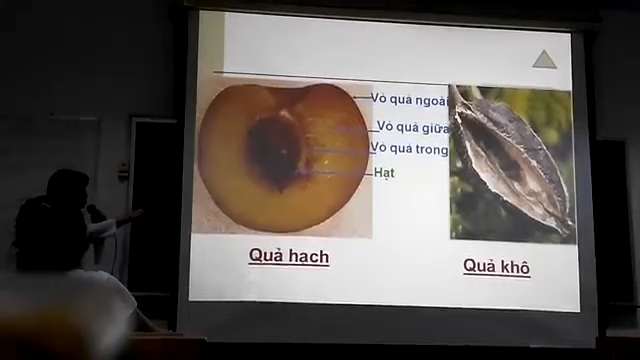 Vỏ quả ngoài
Vỏ quả giữa
Vỏ quả trong
Hạt
Quả hạch
Quả khô